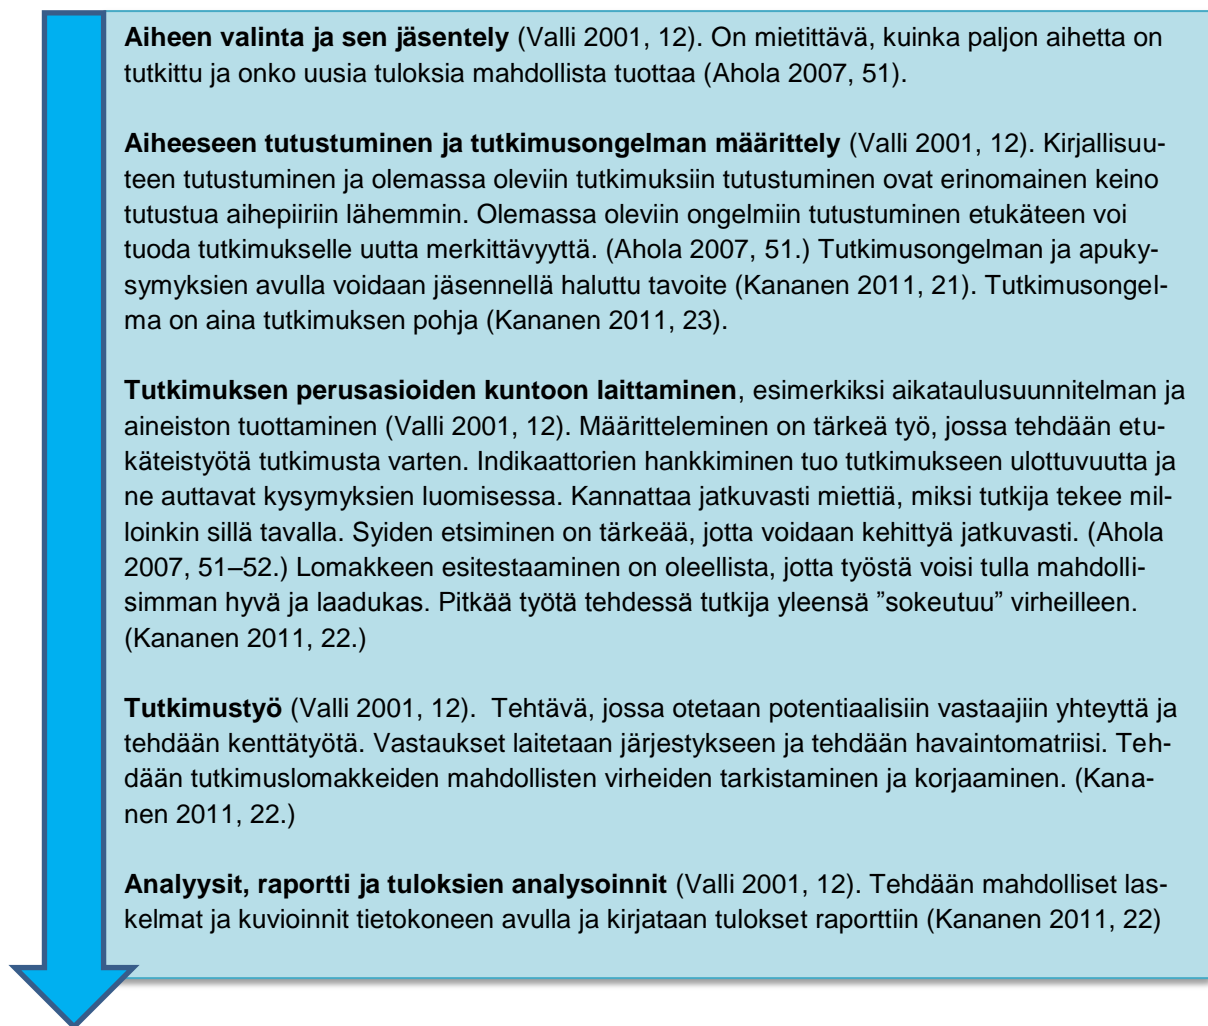 Aiheen valinta ja sen jäsentely (Valli 2001, 12). On mietittävä, kuinka paljon aihetta on
tutkittu ja onko uusia tuloksia mahdollista tuottaa (Ahola 2007, 51).
Aiheeseen tutustuminen ja tutkimusongelman määrittely (Valli 2001, 12). Kirjallisuu-
teen tutustuminen ja olemassa oleviin tutkimuksiin tutustuminen ovat erinomainen keino
tutustua aihepiiriin lähemmin. Olemassa oleviin ongelmiin tutustuminen etukäteen voi
tuoda tutkimukselle uutta merkittävyyttä. (Ahola 2007, 51.) Tutkimusongelman ja apuky-
symyksien avulla voidaan jäsennellä haluttu tavoite (Kananen 2011, 21). Tutkimusongel-
ma on aina tutkimuksen pohja (Kananen 2011, 23).
Tutkimuksen perusasioiden kuntoon laittaminen, esimerkiksi aikataulusuunnitelman ja
aineiston tuottaminen (Valli 2001, 12). Määritteleminen on tärkeä työ, jossa tehdään etu-
käteistyötä tutkimusta varten. Indikaattorien hankkiminen tuo tutkimukseen ulottuvuutta ja
ne auttavat kysymyksien luomisessa. Kannattaa jatkuvasti miettiä, miksi tutkija tekee mil-
loinkin sillä tavalla. Syiden etsiminen on tärkeää, jotta voidaan kehittyä jatkuvasti. (Ahola
2007, 51–52.) Lomakkeen esitestaaminen on oleellista, jotta työstä voisi tulla mahdolli-
simman hyvä ja laadukas. Pitkää työtä tehdessä tutkija yleensä ”sokeutuu” virheilleen.
(Kananen 2011, 22.)
Tutkimustyö (Valli 2001, 12).  Tehtävä, jossa otetaan potentiaalisiin vastaajiin yhteyttä ja
tehdään kenttätyötä. Vastaukset laitetaan järjestykseen ja tehdään havaintomatriisi. Teh-
dään tutkimuslomakkeiden mahdollisten virheiden tarkistaminen ja korjaaminen. (Kana-
nen 2011, 22.)
Analyysit, raportti ja tuloksien analysoinnit (Valli 2001, 12). Tehdään mahdolliset las-
kelmat ja kuvioinnit tietokoneen avulla ja kirjataan tulokset raporttiin (Kananen 2011, 22)